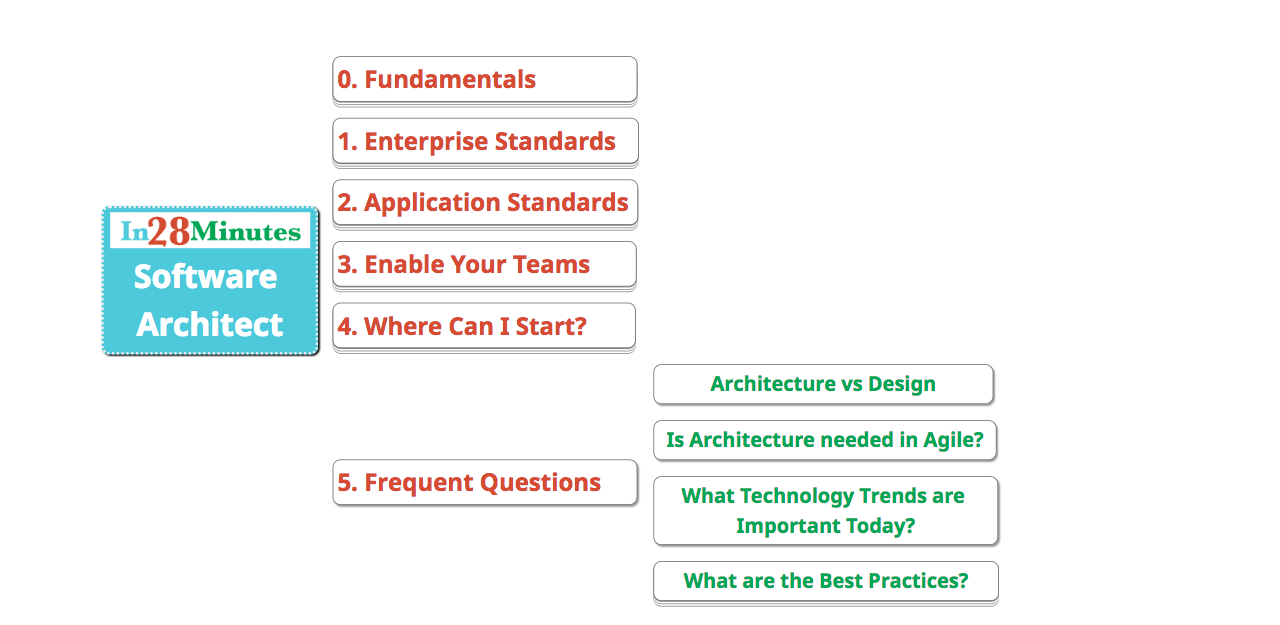 0. Fundamentals
1. Enterprise Standards
2. Application Standards
In28Minutes
Software
Architect
3. Enable Your Teams
4. Where Can I Start?
5. Frequent Questions
Architecture vs Design
Is Architecture needed in Agile?
What Technology Trends are
Important Today?
What are the Best Practices?